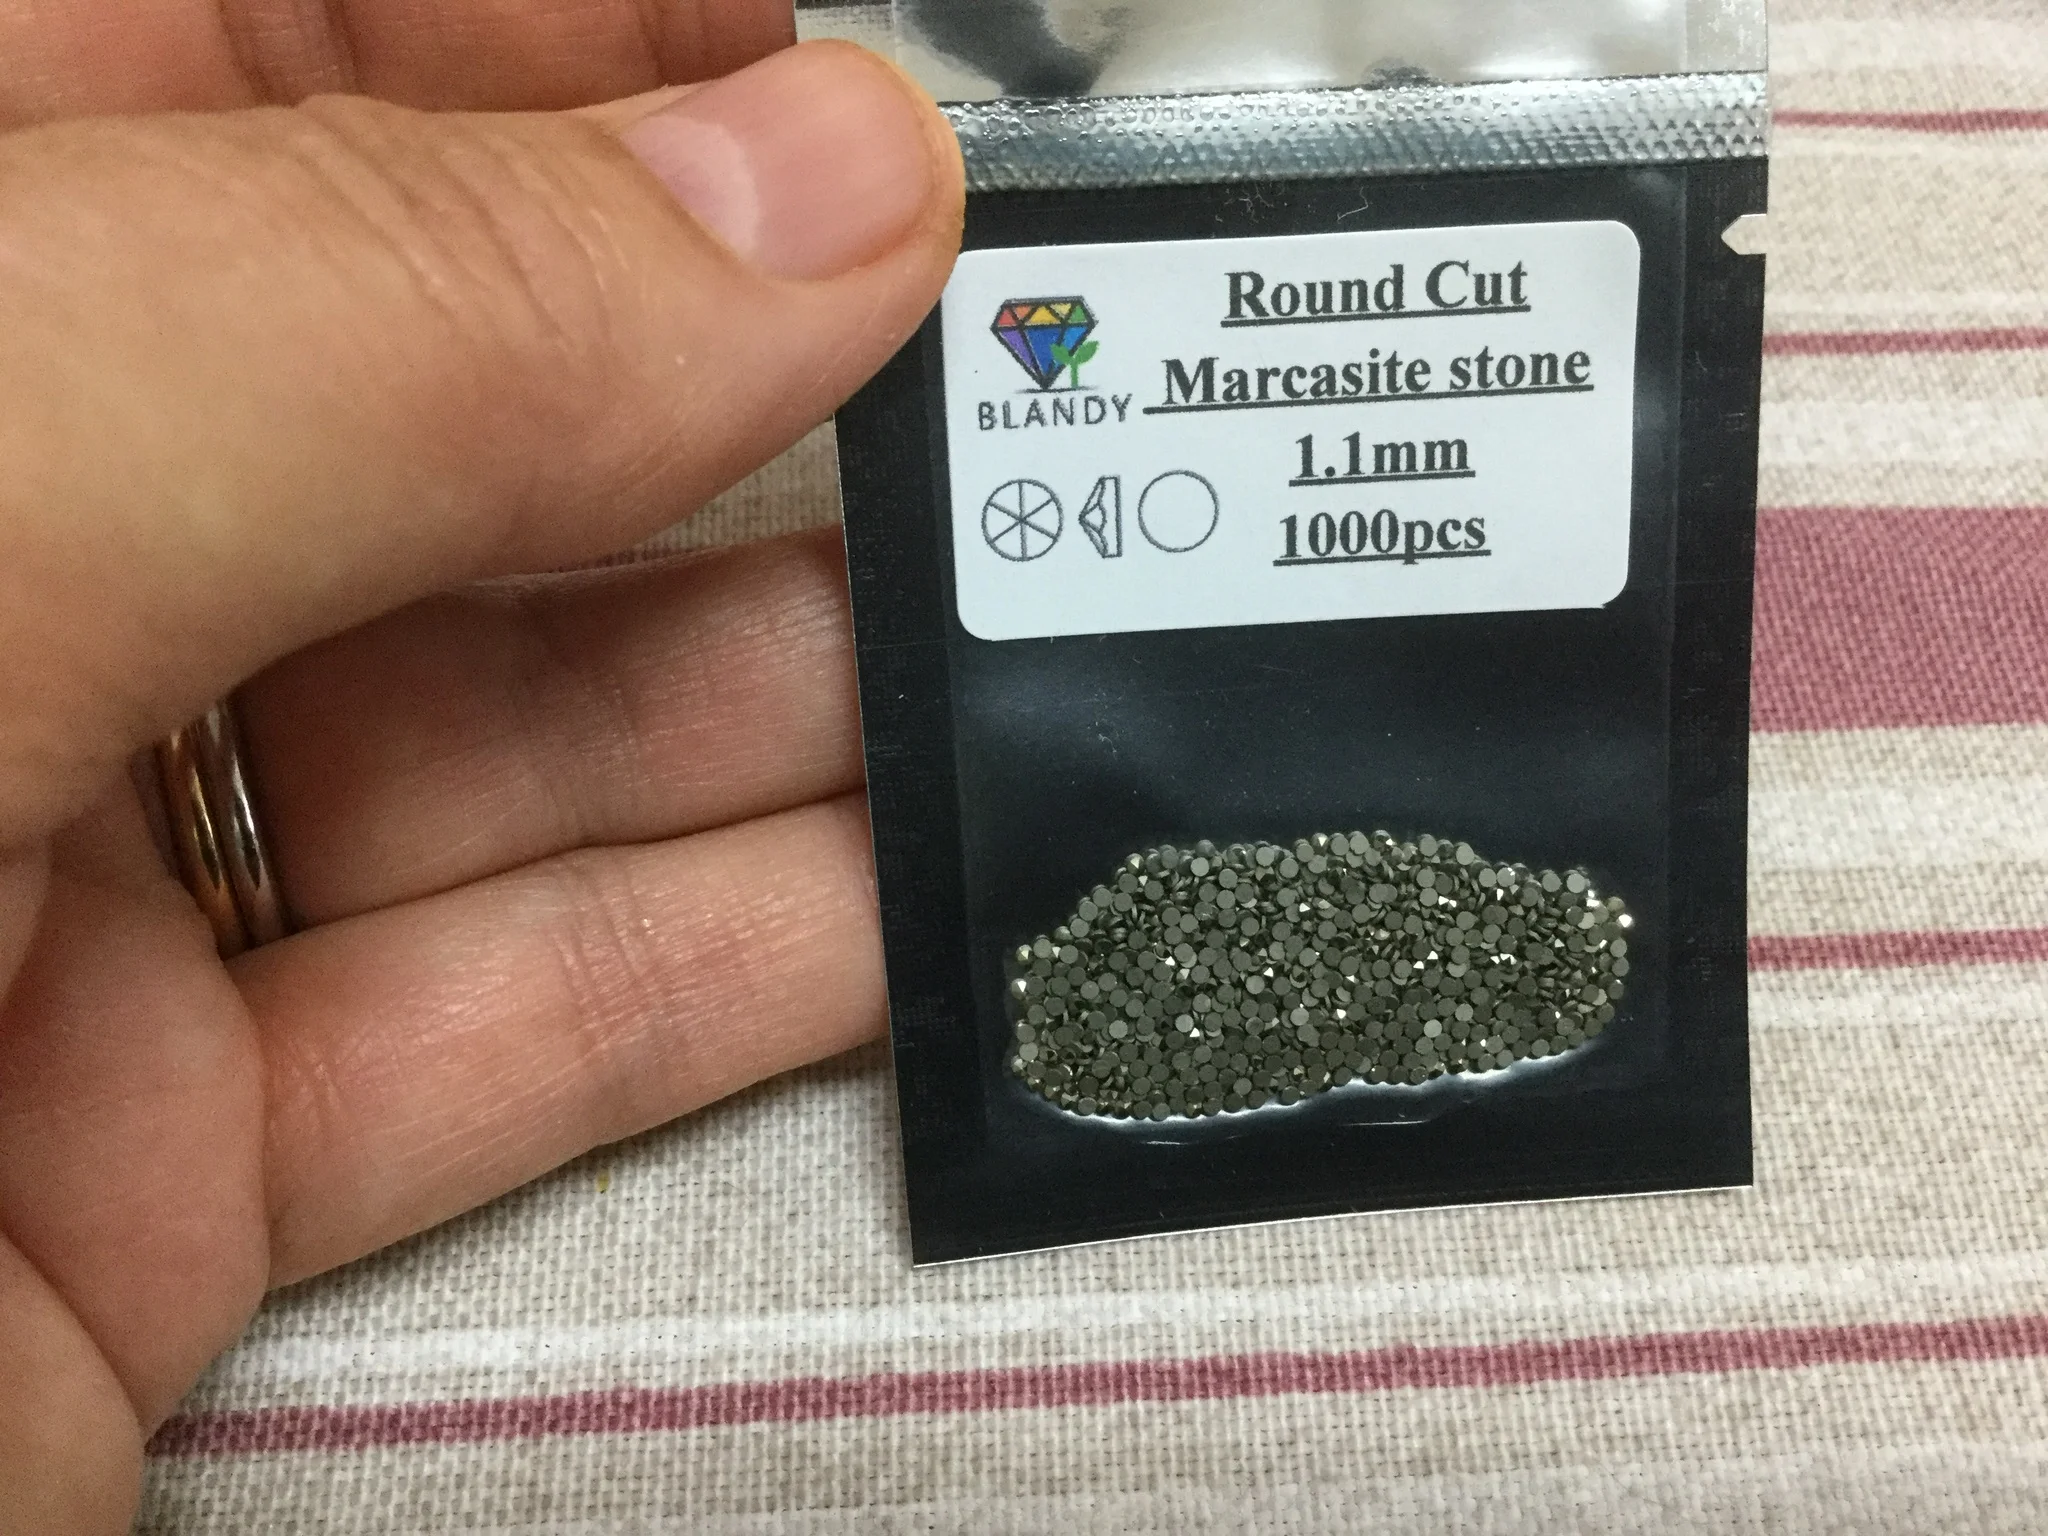 Round Cut
BLANDY
Marcasite stone
1.1mm
1000pcs